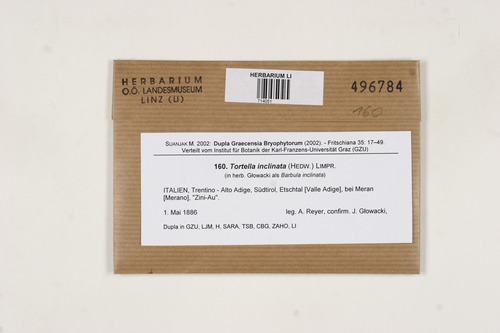 HERBARIUM
O.Ö. LANDESMUSEUM
LINZ (LI)
HERBARIUM LI
714051
496784
160
SUANJAK M. 2002: Dupla Graecensia Bryophytorum (2002). - Fritschiana 35: 17–49.
Verteilt vom Institut für Botanik der Karl-Franzens-Universität Graz (GZU)
160. Tortella inclinata (HEDW.) LIMPR.
(in herb. Głowacki als Barbula inclinata)
ITALIEN, Trentino - Alto Adige, Südtirol, Etschtal [Valle Adige], bei Meran
[Merano], "Zini-Au".
1. Mai 1886 leg. A. Reyer, confirm. J. Głowacki,
Dupla in GZU, LJM, H, SARA, TSB, CBG, ZAHO, LI